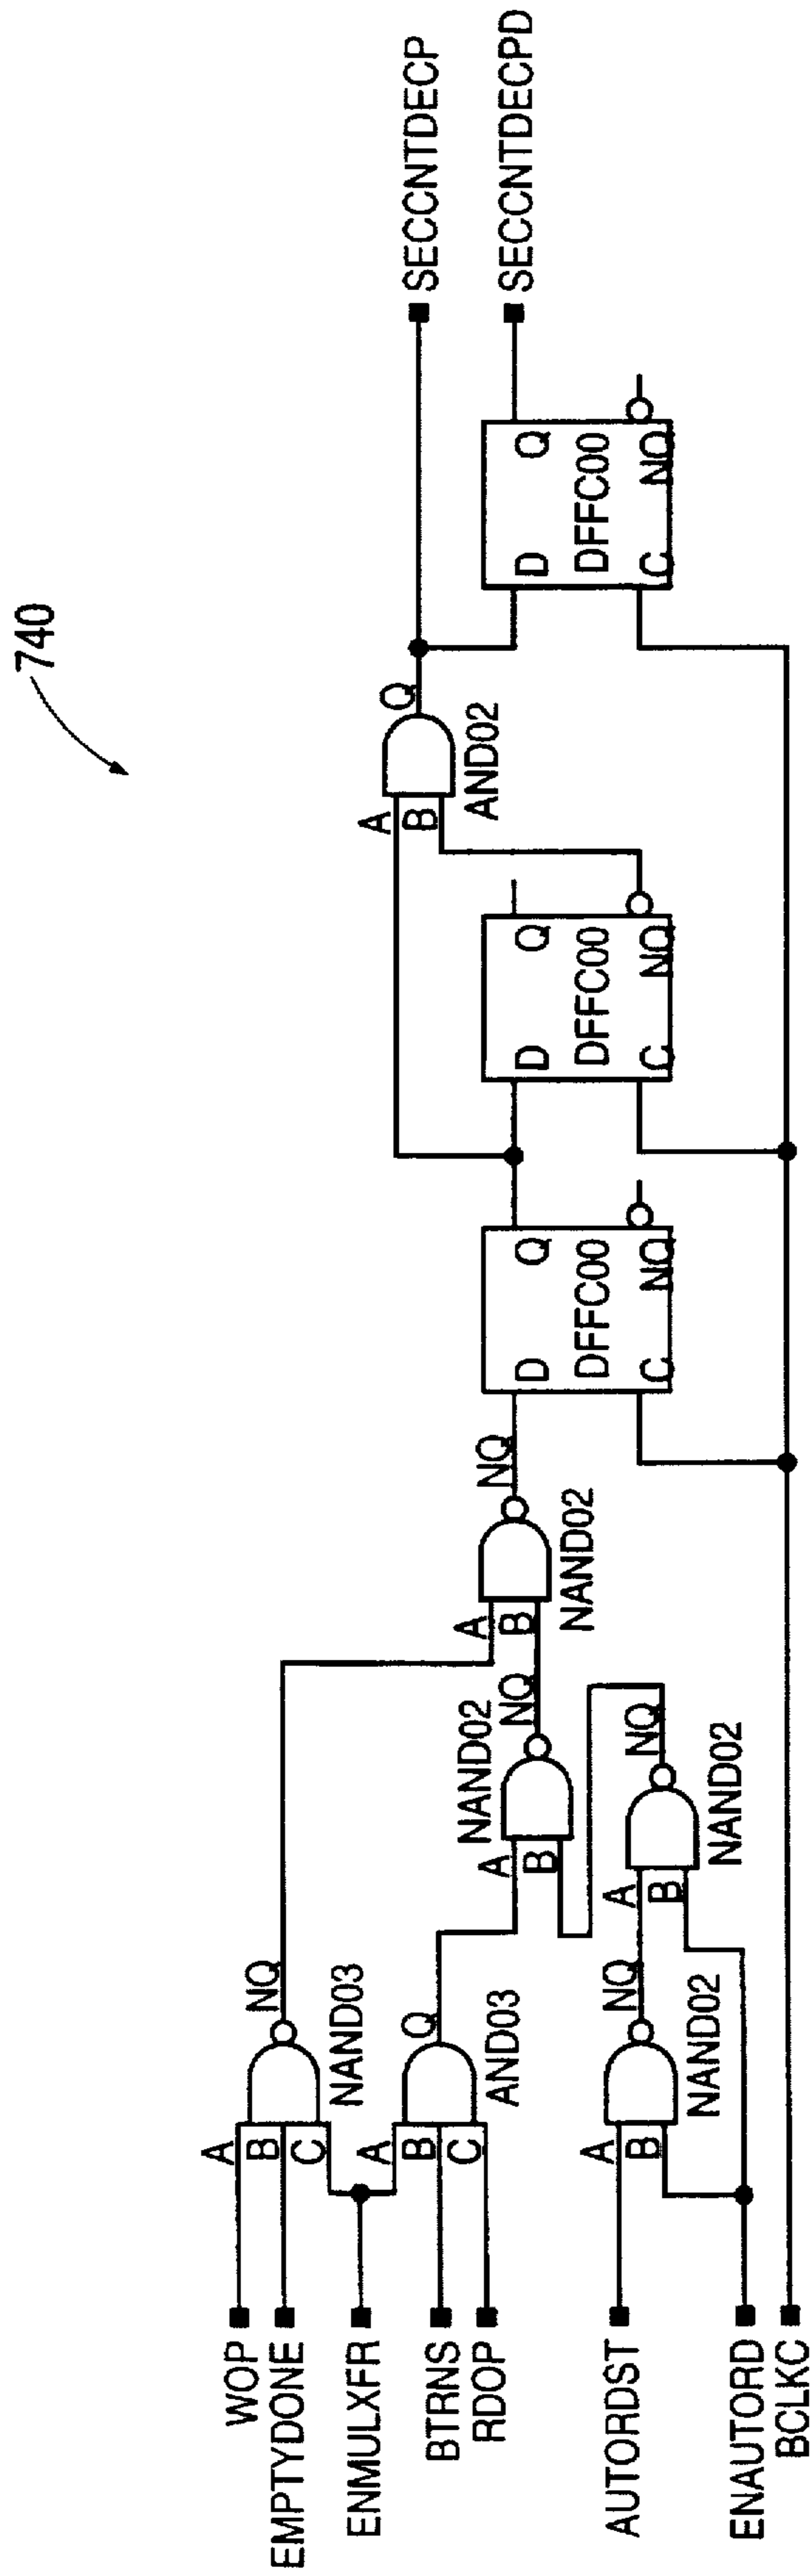 740
WOP
EMPTYDONE
ENMULXFR
BTRNS
RDOP
AUTORDST
ENAUTORD
BCLKC
A
B
C
NQ
NAND03
A
B
C
Q
AND03
A
B
NQ
NAND02
A
B
NQ
NAND02
A
B
NQ
NAND02
A
B
NQ
NAND02
D
Q
DFFC00
C
NQ
D
Q
DFFC00
C
NQ
A
B
Q
AND02
D
Q
DFFC00
C
NQ
SECCNTDECP
SECCNTDECPD